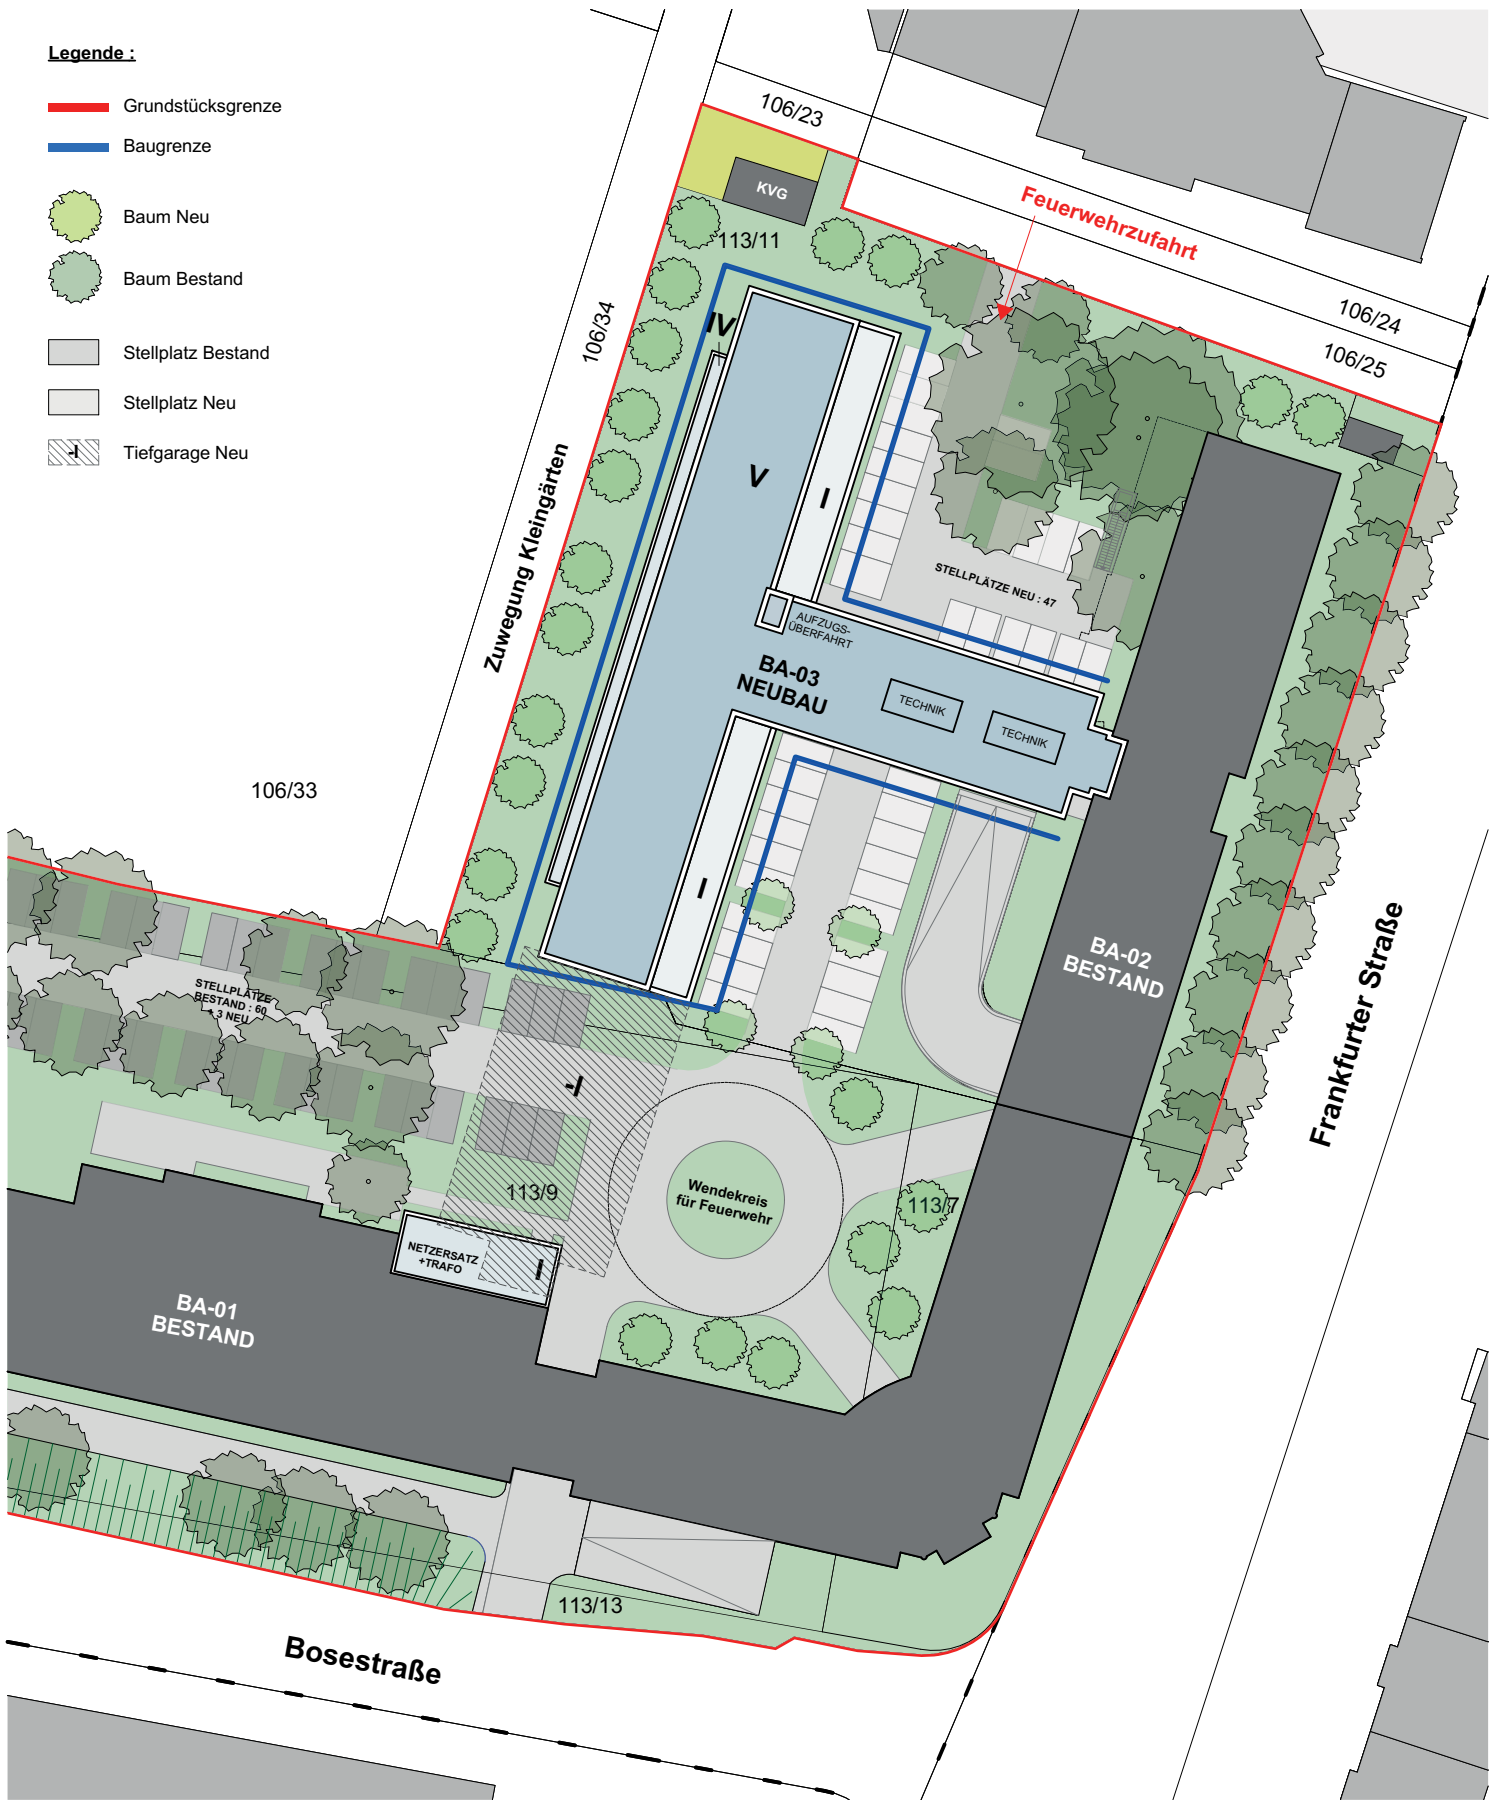 Legende :
Grundstücksgrenze
Baugrenze
Baum Neu
Baum Bestand
Stellplatz Bestand
Stellplatz Neu
-I
Tiefgarage Neu
106/23
KVG
113/11
Feuerwehrzufahrt
106/24
106/25
106/34
IV
V
I
Zuwegung Kleingärten
STELLPLÄTZE NEU : 47
AUFZUGS-
ÜBERFAHRT
BA-03
NEUBAU
TECHNIK
TECHNIK
106/33
I
BA-02
BESTAND
STELLPLÄTZE
BESTAND : 60
+ 3 NEU
-I
Frankfurter Straße
113/9
Wendekreis
für Feuerwehr
113/7
NETZERSATZ
+TRAFO
I
BA-01
BESTAND
113/13
Bosestraße